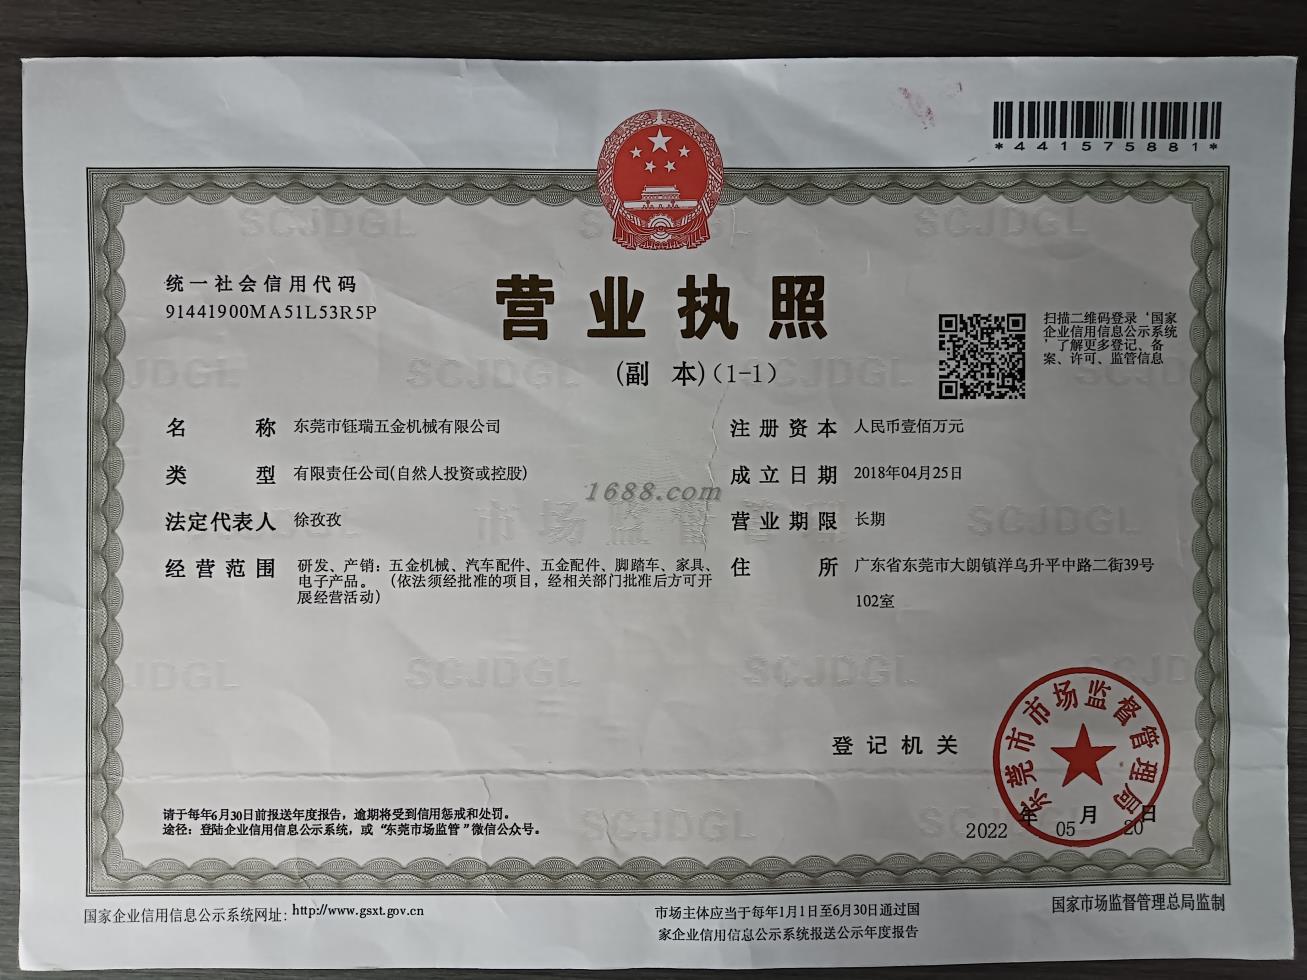 *441575881*
统一社会信用代码
91441900MA51L53R5P
营业执照
(副 本)(1-1)
扫描二维码登录‘国家
企业信用信息公示系统
’了解更多登记、备
案、许可、监管信息
名 称 东莞市钰瑞五金机械有限公司
类 型 有限责任公司(自然人投资或控股)
法定代表人 徐孜孜
经营范围 研发、产销：五金机械、汽车配件、五金配件、脚踏车、家具、
电子产品。（依法须经批准的项目，经相关部门批准后方可开
展经营活动）
注册资本 人民币壹佰万元
成立日期 2018年04月25日
营业期限 长期
住 所 广东省东莞市大朗镇洋乌升平中路二街39号
102室
1688.com
市场监督管理
SCJDGL
登记机关
东莞市市场监督管理局
2022 年 05 月 20 日
请于每年6月30日前报送年度报告，逾期将受到信用惩戒和处罚。
途径：登陆企业信用信息公示系统，或“东莞市场监管”微信公众号。
国家企业信用信息公示系统网址：http://www.gsxt.gov.cn
市场主体应当于每年1月1日至6月30日通过国
家企业信用信息公示系统报送公示年度报告
国家市场监督管理总局监制